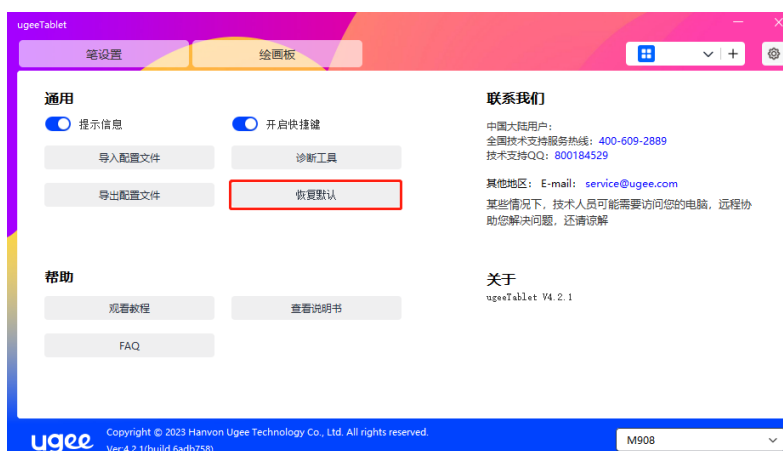 ugeeTablet
笔设置
绘画板
通用
提示信息
开启快捷键
导入配置文件
诊断工具
导出配置文件
恢复默认
帮助
观看教程
查看说明书
FAQ
联系我们
中国大陆用户:
全国技术支持服务热线: 400-609-2889
技术支持QQ: 800184529
其他地区: E-mail: service@ugee.com
某些情况下，技术人员可能需要访问您的电脑，远程协
助您解决问题，还请谅解
关于
ugeeTablet V4.2.1
ugee
Copyright © 2023 Hanvon Ugee Technology Co., Ltd. All rights reserved.
Ver4.2.1(build 6adb758)
M908